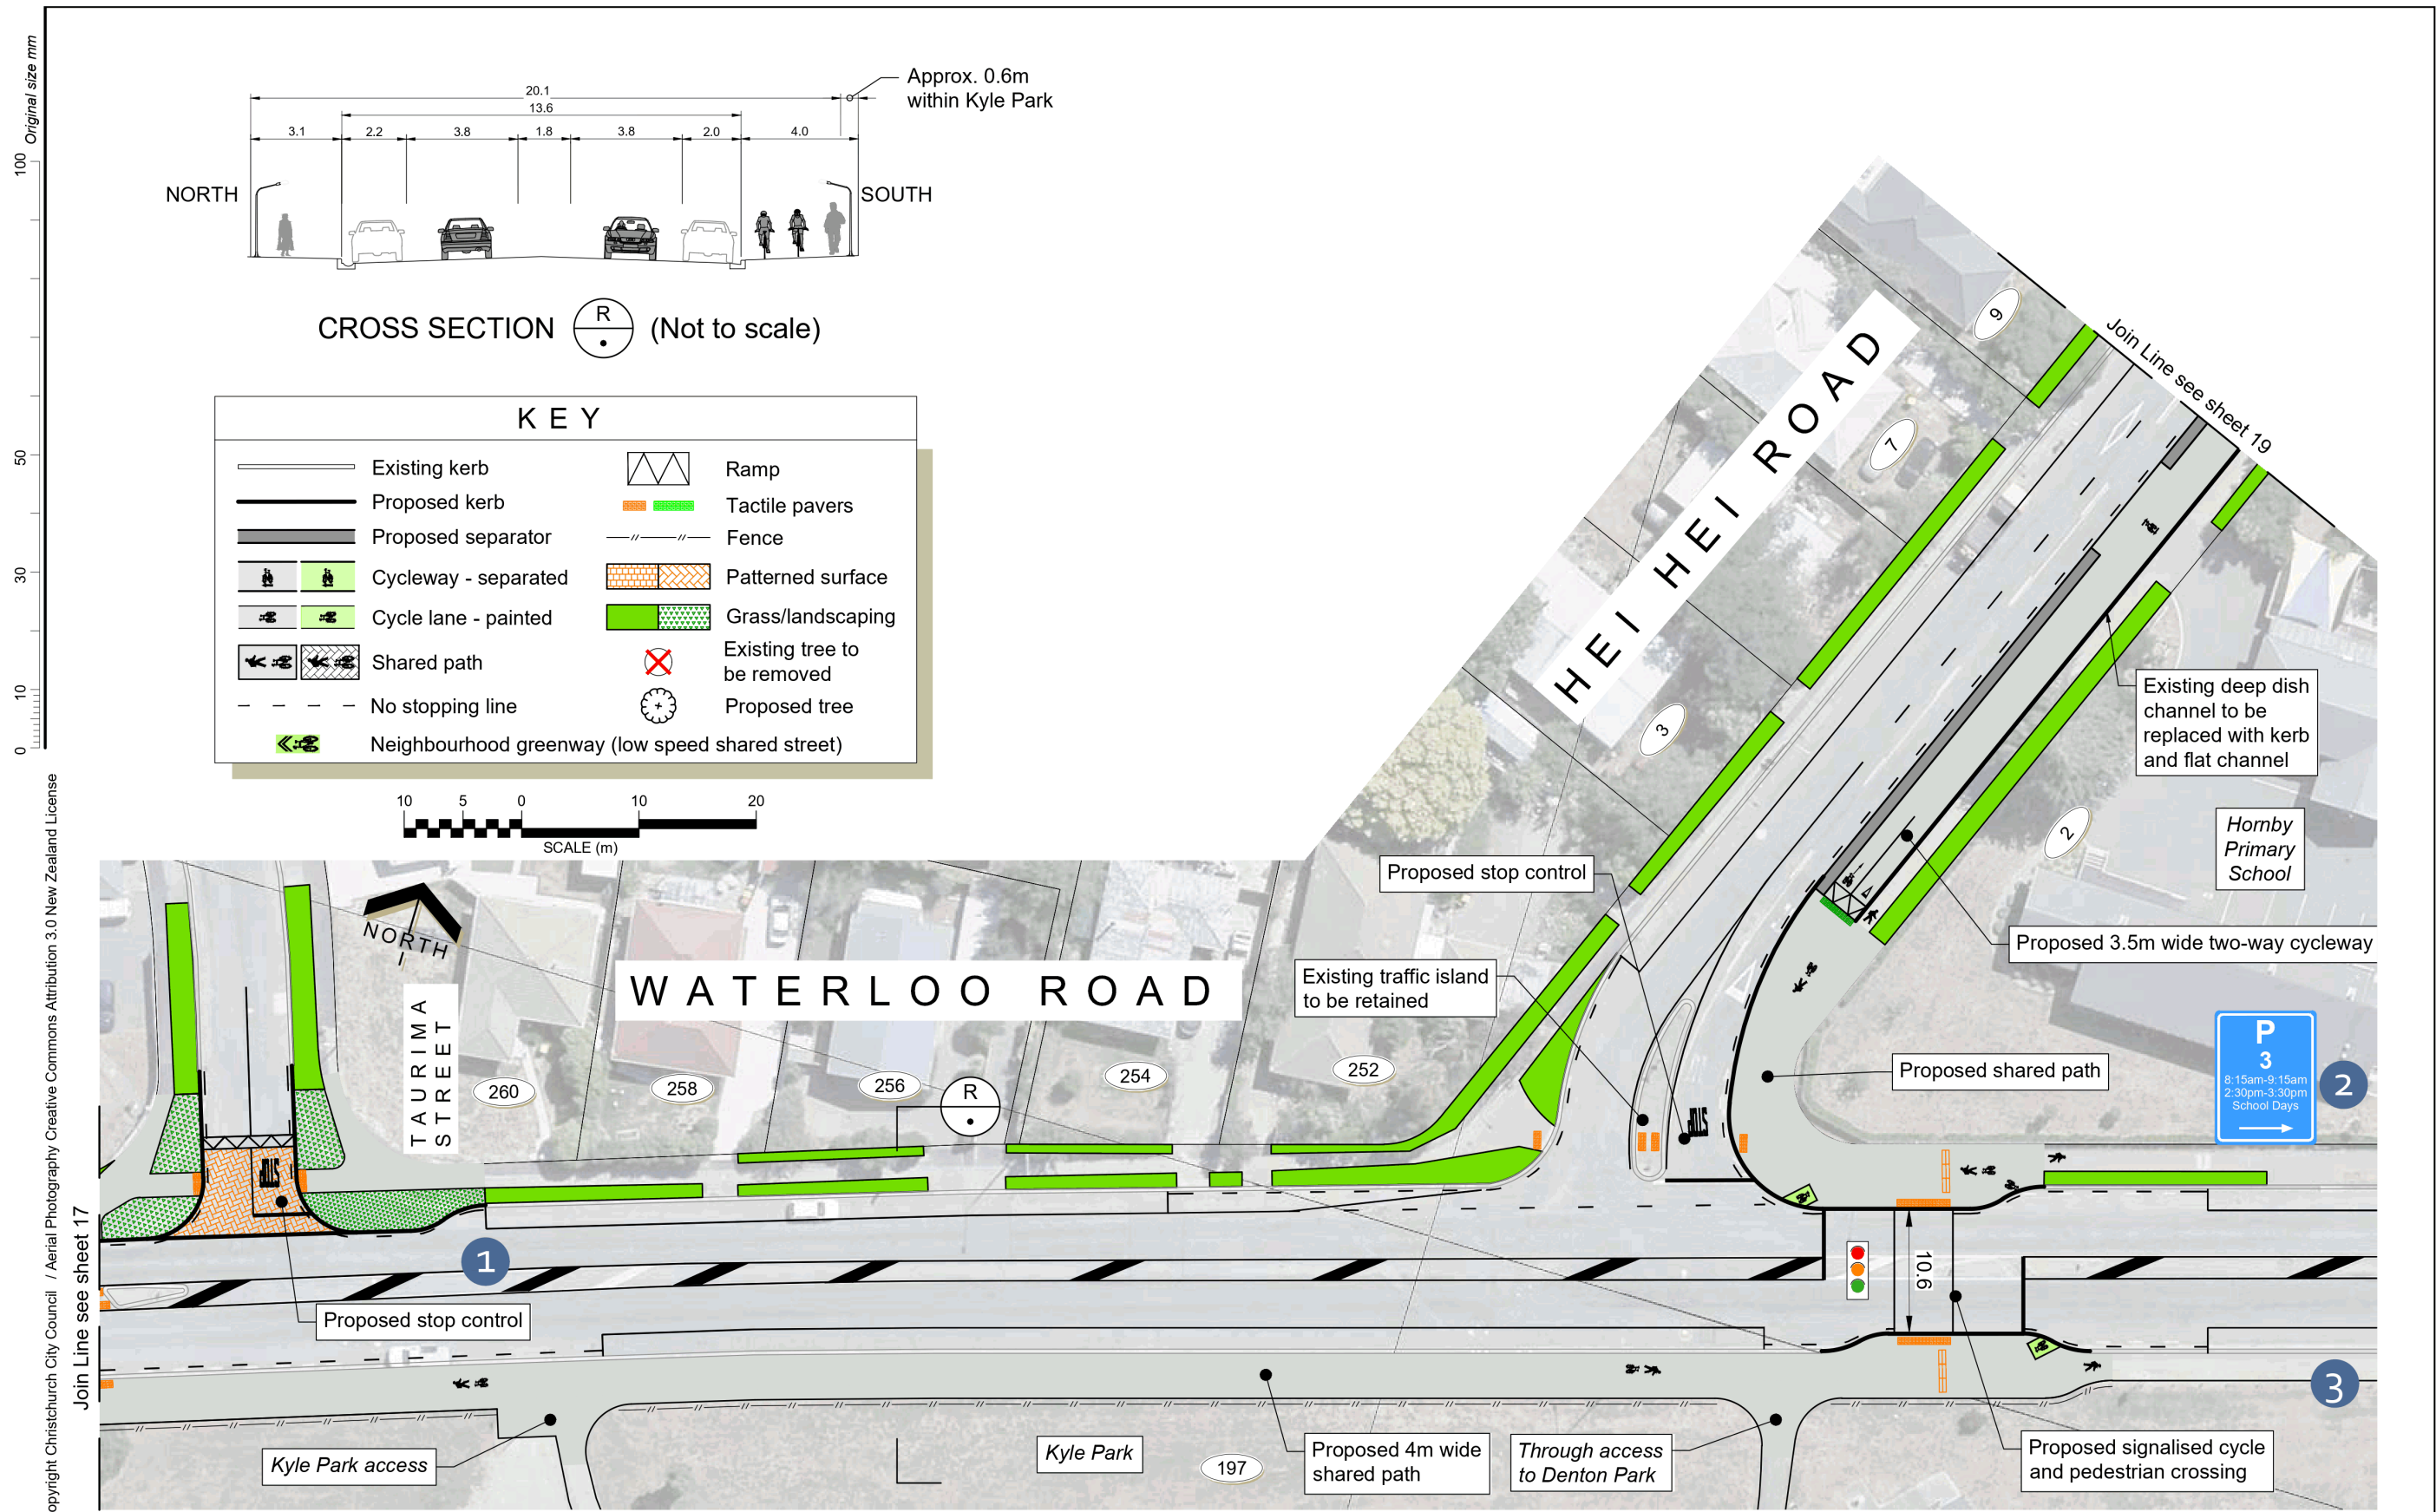 Original size mm
100
50
30
10
0
opyright Christchurch City Council / Aerial Photography Creative Commons Attribution 3.0 New Zealand License
Approx. 0.6m
within Kyle Park
20.1
13.6
3.1
2.2
3.8
1.8
3.8
2.0
4.0
NORTH
SOUTH
CROSS SECTION
R
(Not to scale)
KEY
Existing kerb
Proposed kerb
Proposed separator
Cycleway - separated
Cycle lane - painted
Shared path
No stopping line
Neighbourhood greenway (low speed shared street)
Ramp
Tactile pavers
Fence
Patterned surface
Grass/landscaping
Existing tree to
be removed
Proposed tree
10
5
0
10
20
SCALE (m)
Join Line see sheet 19
HEI HEI ROAD
9
7
3
2
Existing deep dish
channel to be
replaced with kerb
and flat channel
Hornby
Primary
School
Proposed 3.5m wide two-way cycleway
Proposed stop control
Existing traffic island
to be retained
NORTH
WATERLOO ROAD
TAURIMA
STREET
260
258
256
254
252
R
Proposed shared path
P
3
8:15am-9:15am
2:30pm-3:30pm
School Days
2
STOP
STOP
1
10.6
Join Line see sheet 17
Proposed stop control
3
Kyle Park access
Kyle Park
197
Proposed 4m wide
shared path
Through access
to Denton Park
Proposed signalised cycle
and pedestrian crossing